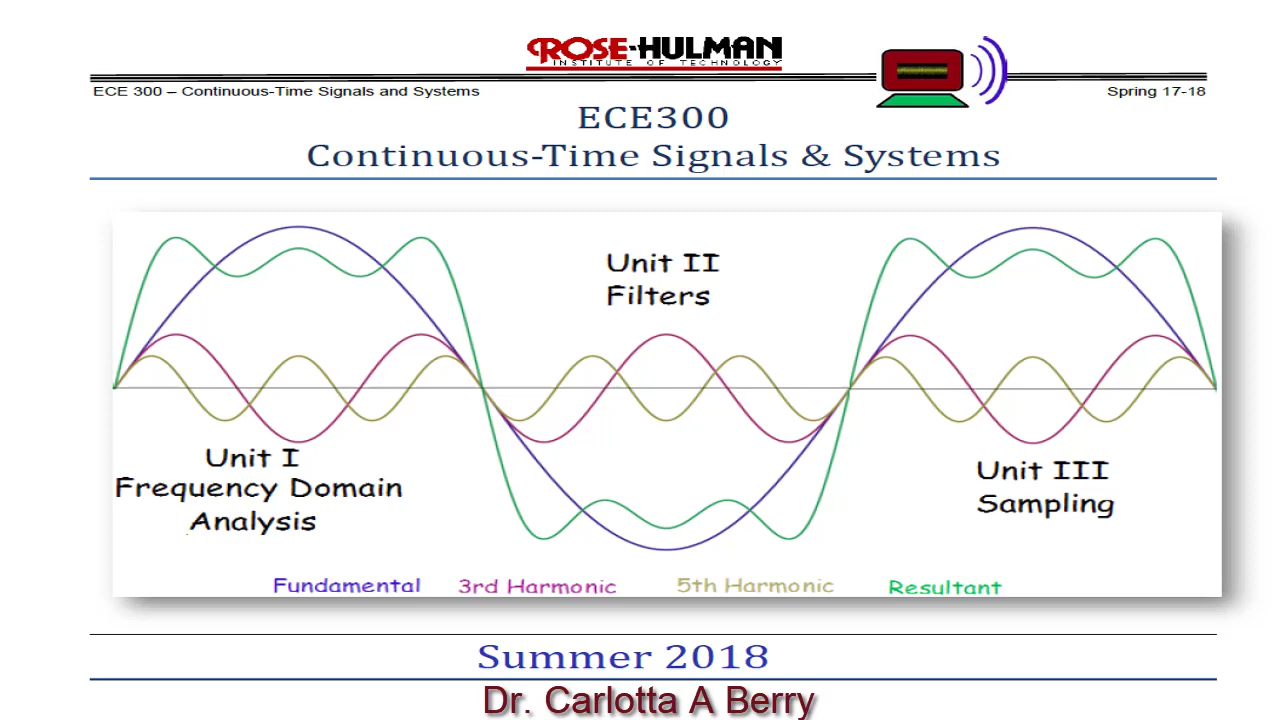 ROSE-HULMAN
INSTITUTE OF TECHNOLOGY
ECE 300 – Continuous-Time Signals and Systems
Spring 17-18
ECE300
Continuous-Time Signals & Systems
Unit II
Filters
Unit I
Frequency Domain
Analysis
Unit III
Sampling
Fundamental 3rd Harmonic 5th Harmonic Resultant
Summer 2018
Dr. Carlotta A Berry